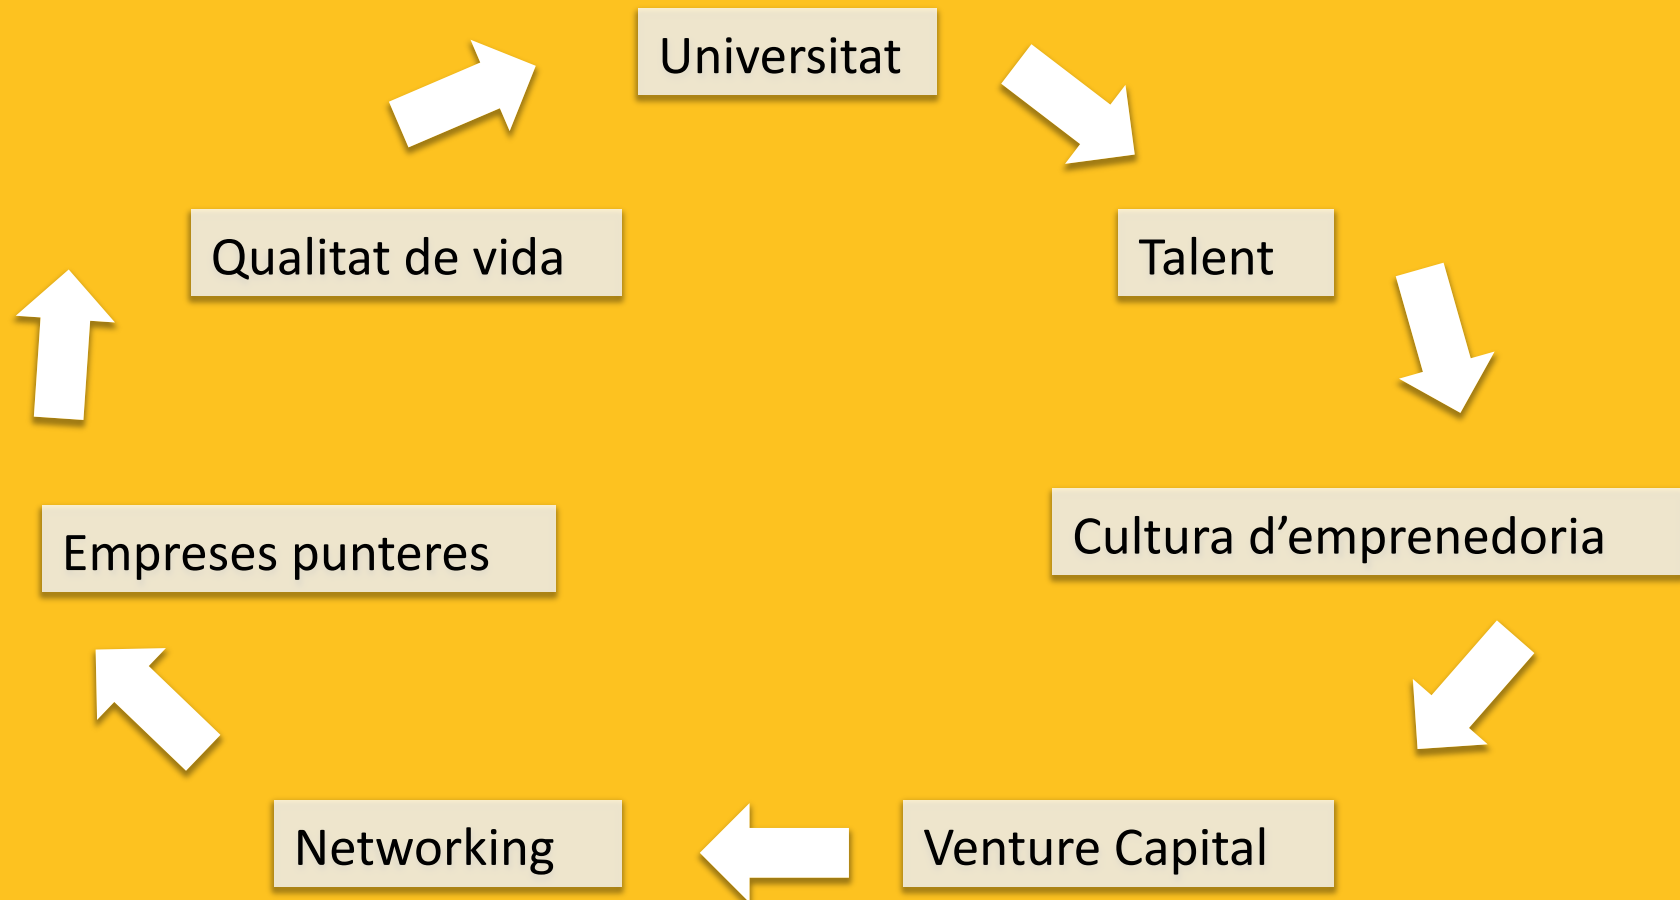 Universitat
Qualitat de vida
Talent
Empreses punteres
Cultura d’emprenedoria
Networking
Venture Capital